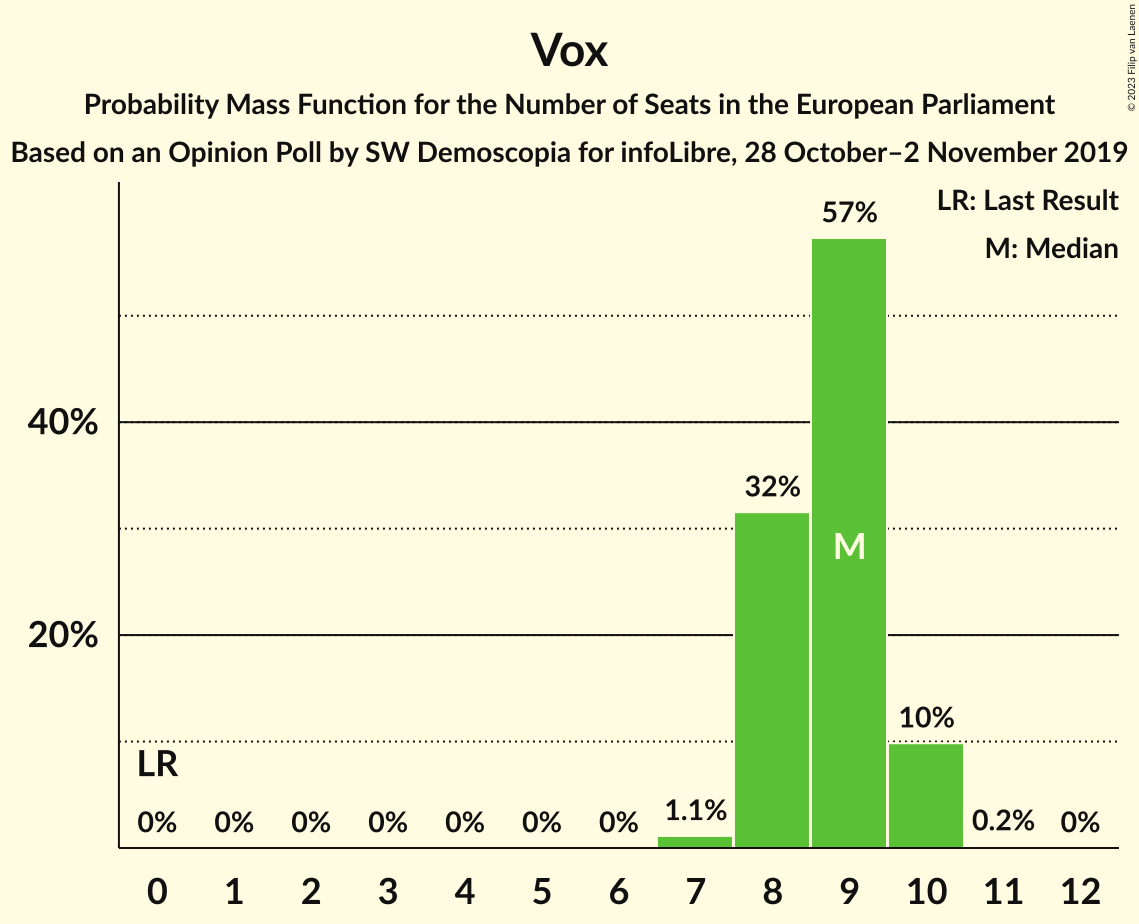 Vox
Probability Mass Function for the Number of Seats in the European Parliament
Based on an Opinion Poll by SW Demoscopia for infoLibre, 28 October–2 November 2019
© 2023 Filip van Laenen
LR: Last Result
M: Median
57%
40%
32%
M
20%
10%
LR
0% 0% 0% 0% 0% 0% 0% 1.1% 0.2% 0%
0 1 2 3 4 5 6 7 8 9 10 11 12